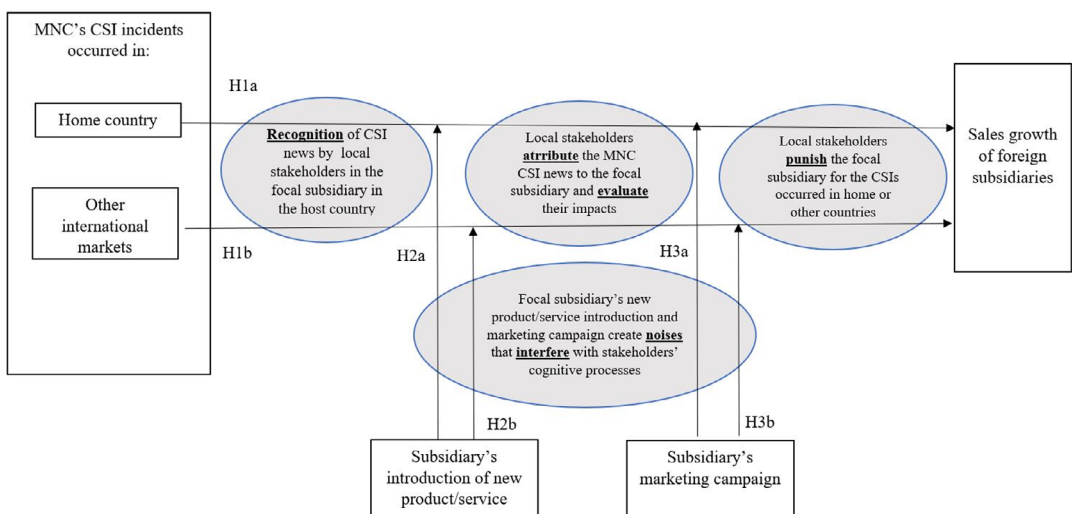 MNC's CSI incidents
occurred in:
H1a
Home country
Recognition of CSI
news by local
stakeholders in the
focal subsidiary in
the host country
Local stakeholders
atrribute the MNC
CSI news to the focal
subsidiary and evaluate
their impacts
Local stakeholders
punish the focal
subsidiary for the CSIs
occurred in home or
other countries
Sales growth
of foreign
subsidiaries
Other
international
markets
H1b
H2a
H3a
Focal subsidiary's new
product/service introduction and
marketing campaign create noises
that interfere with stakeholders'
cognitive processes
H2b
H3b
Subsidiary's
introduction of new
product/service
Subsidiary's
marketing campaign